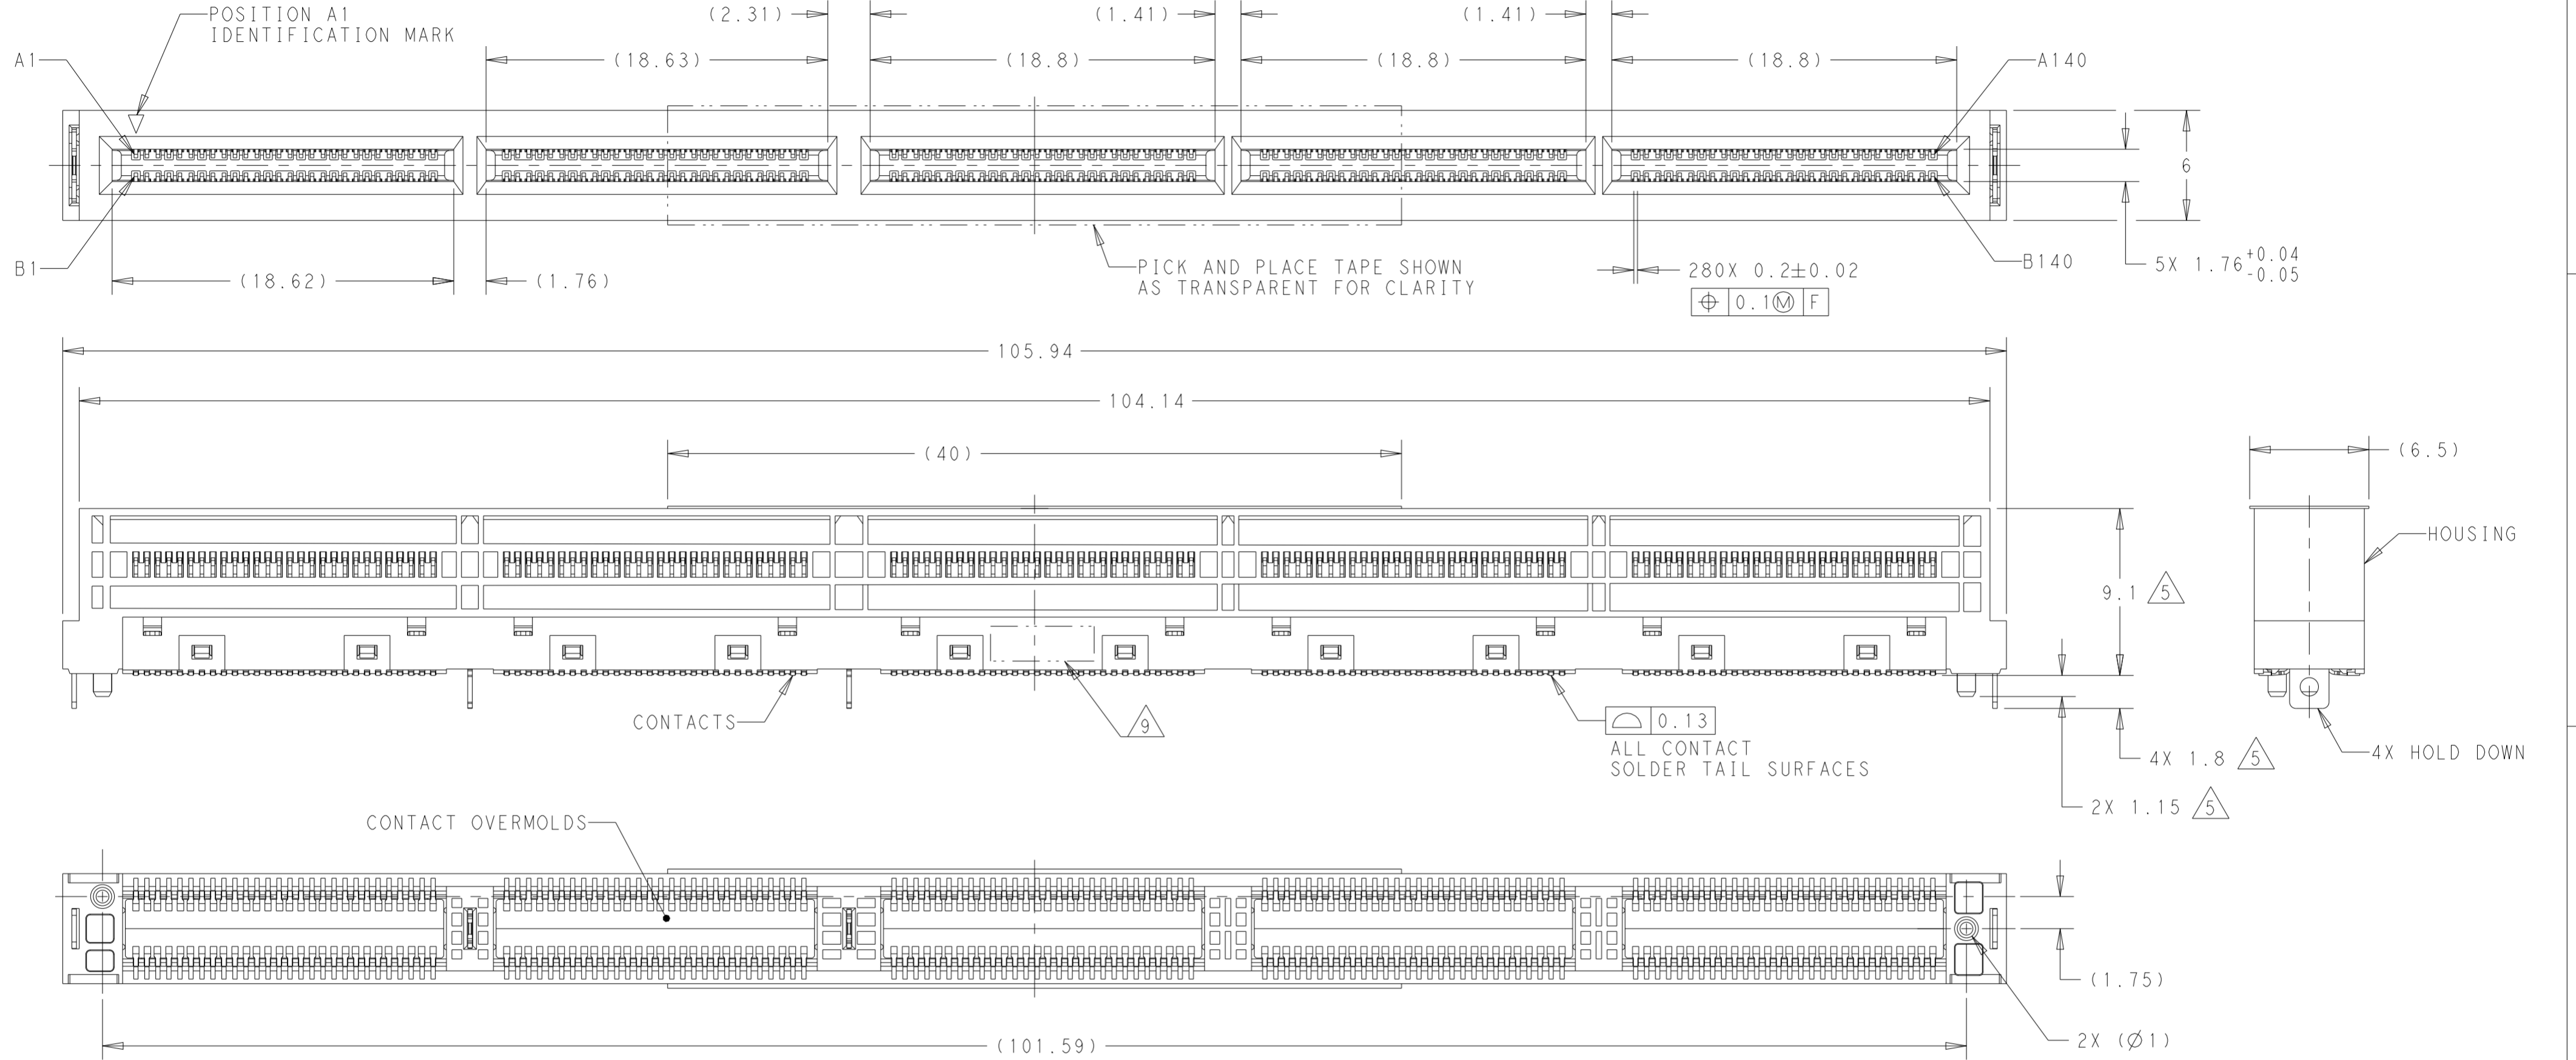 POSITION A1
IDENTIFICATION MARK
(2.31)
(1.41)
(1.41)
A1
(18.63)
(18.8)
(18.8)
(18.8)
A140
6
B1
(18.62)
(1.76)
PICK AND PLACE TAPE SHOWN
AS TRANSPARENT FOR CLARITY
280X 0.2±0.02
⌖ 0.1Ⓜ F
B140
5X 1.76 +0.04
-0.05
105.94
104.14
(40)
(6.5)
HOUSING
9.1 5
CONTACTS
9
⌓ 0.13
ALL CONTACT
SOLDER TAIL SURFACES
4X 1.8 5
4X HOLD DOWN
2X 1.15 5
CONTACT OVERMOLDS
(1.75)
2X (Ø1)
(101.59)